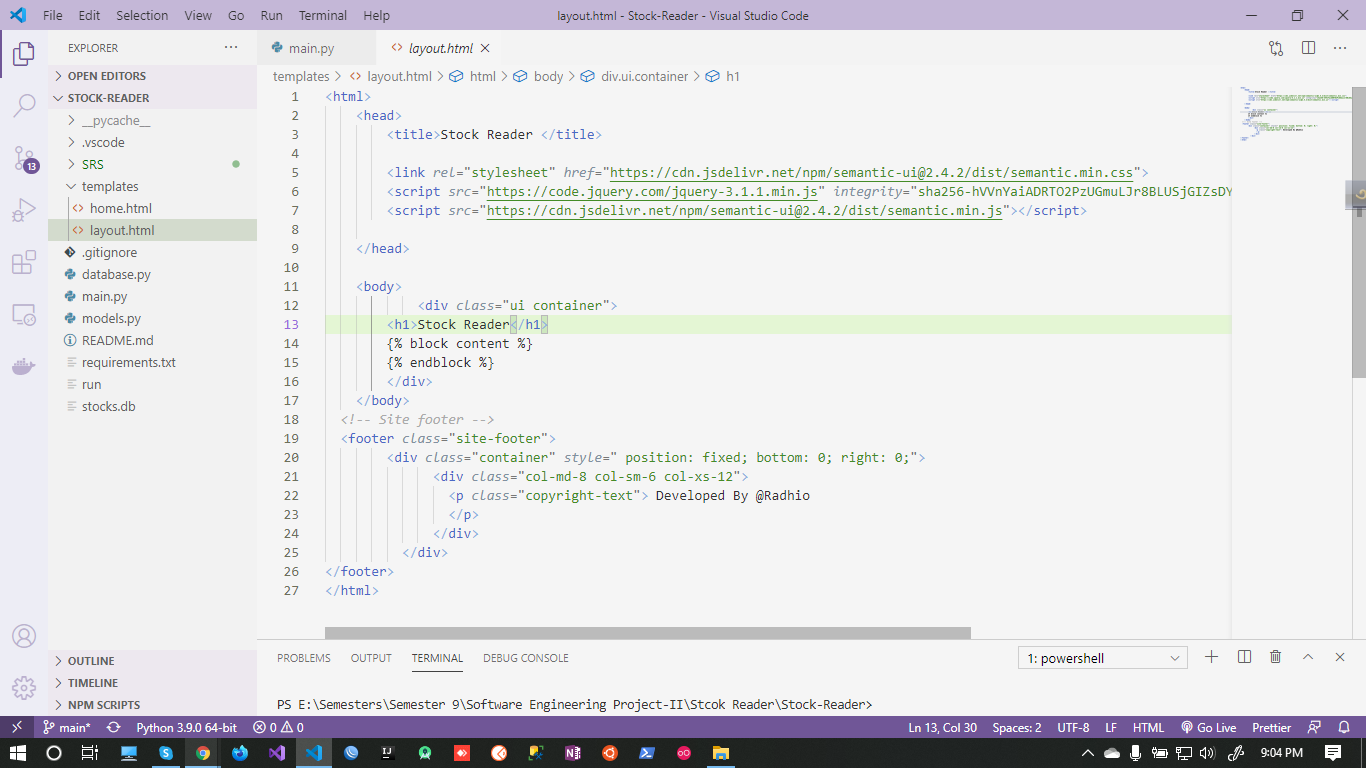 File Edit Selection View Go Run Terminal Help layout.html - Stock-Reader - Visual Studio Code
EXPLORER ···
OPEN EDITORS
STOCK-READER
__pycache__
.vscode
SRS
templates
home.html
layout.html
.gitignore
database.py
main.py
models.py
README.md
requirements.txt
run
stocks.db
OUTLINE
TIMELINE
NPM SCRIPTS
13
main.py layout.html
templates > layout.html > html > body > div.ui.container > h1
1 <html>
2 <head>
3 <title>Stock Reader </title>
4
5 <link rel="stylesheet" href="https://cdn.jsdelivr.net/npm/semantic-ui@2.4.2/dist/semantic.min.css">
6 <script src="https://code.jquery.com/jquery-3.1.1.min.js" integrity="sha256-hVVnYaiADRTO2PzUGmuLJr8BLUSjGIZsDY
7 <script src="https://cdn.jsdelivr.net/npm/semantic-ui@2.4.2/dist/semantic.min.js"></script>
8
9 </head>
10
11 <body>
12 <div class="ui container">
13 <h1>Stock Reader</h1>
14 {% block content %}
15 {% endblock %}
16 </div>
17 </body>
18 <!-- Site footer -->
19 <footer class="site-footer">
20 <div class="container" style=" position: fixed; bottom: 0; right: 0;">
21 <div class="col-md-8 col-sm-6 col-xs-12">
22 <p class="copyright-text"> Developed By @Radhio
23 </p>
24 </div>
25 </div>
26 </footer>
27 </html>
PROBLEMS OUTPUT TERMINAL DEBUG CONSOLE 1: powershell
PS E:\Semesters\Semester 9\Software Engineering Project-II\Stcok Reader\Stock-Reader>
main* Python 3.9.0 64-bit 0 0 Ln 13, Col 30 Spaces: 2 UTF-8 LF HTML Go Live Prettier
9:04 PM